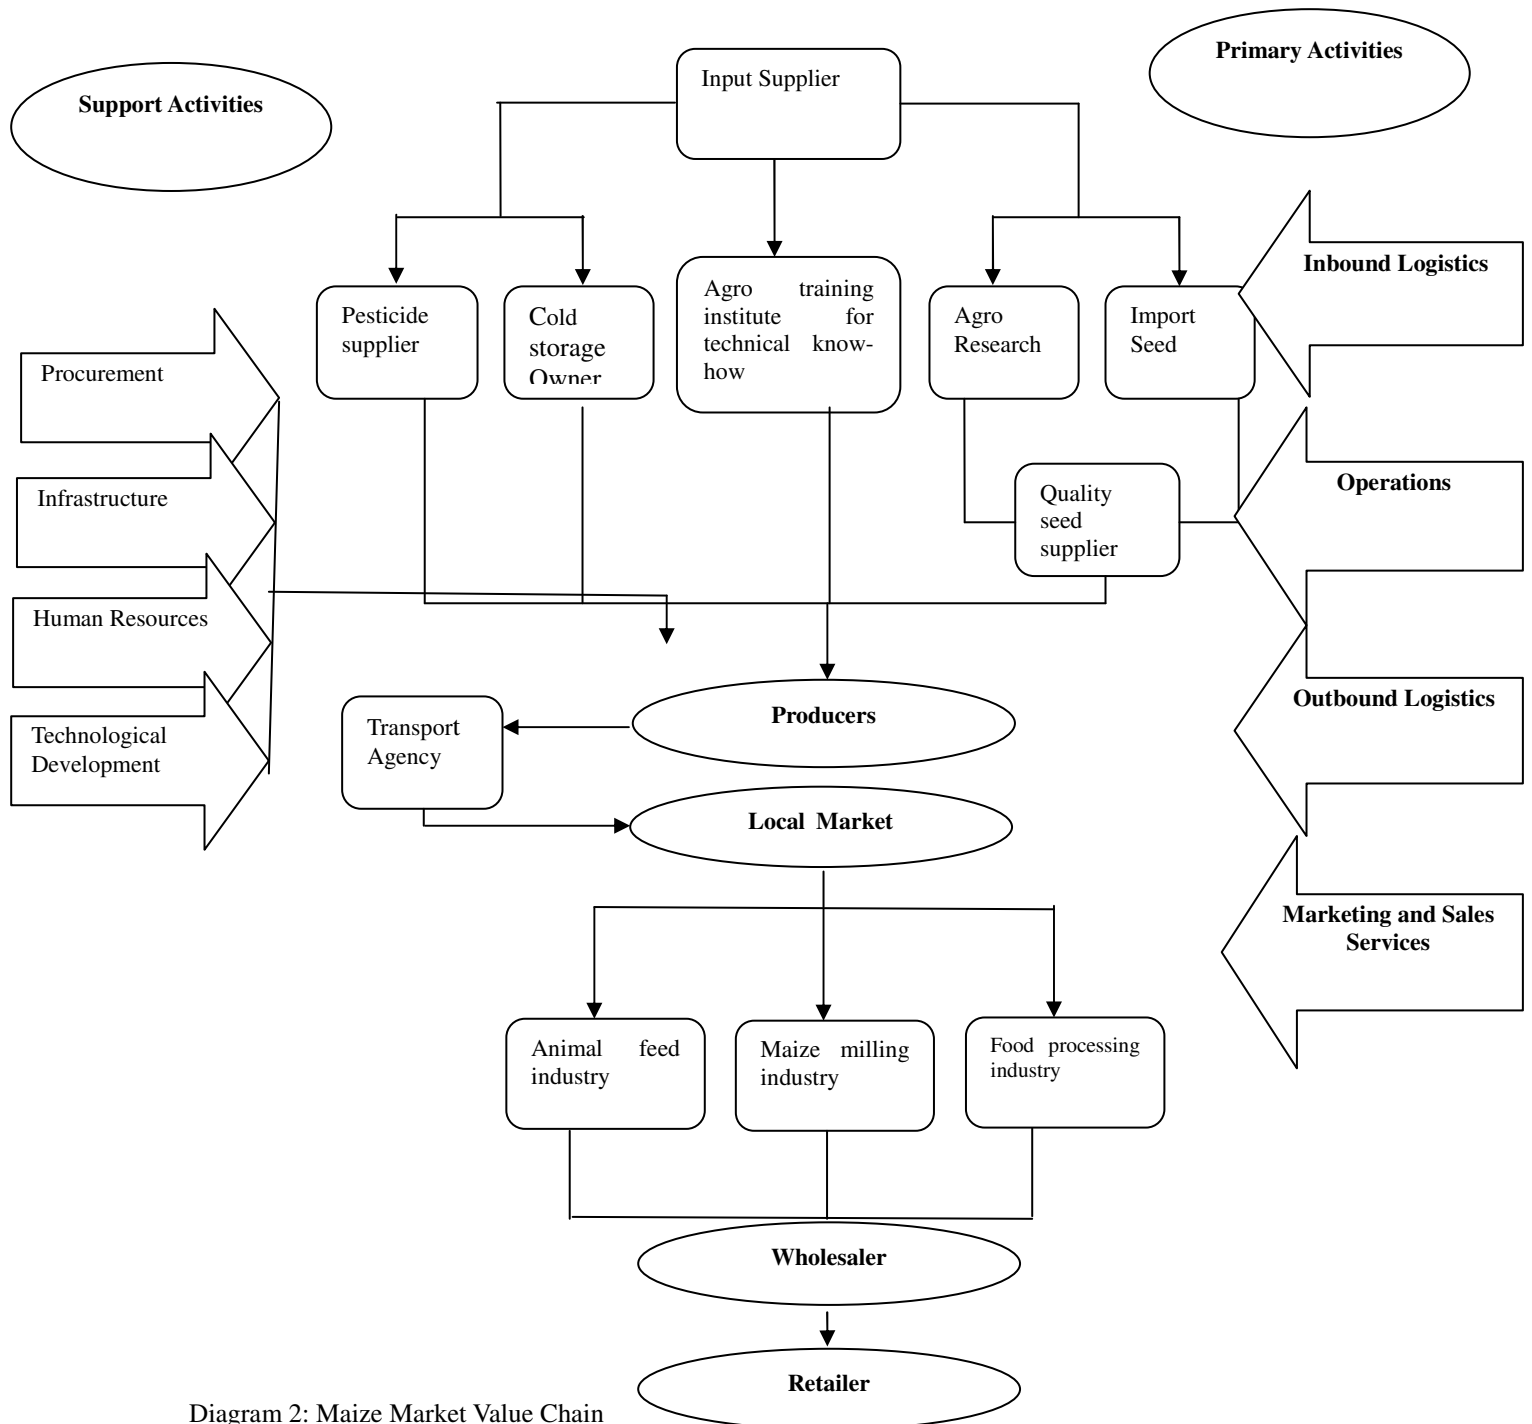 Primary Activities
Support Activities
Input Supplier
Inbound Logistics
Pesticide
supplier
Cold
storage
Owner
Agro training
institute for
technical know-
how
Agro
Research
Import
Seed
Procurement
Infrastructure
Human Resources
Technological
Development
Quality
seed
supplier
Operations
Outbound Logistics
Marketing and Sales
Services
Producers
Transport
Agency
Local Market
Animal feed
industry
Maize milling
industry
Food processing
industry
Wholesaler
Retailer
Diagram 2: Maize Market Value Chain